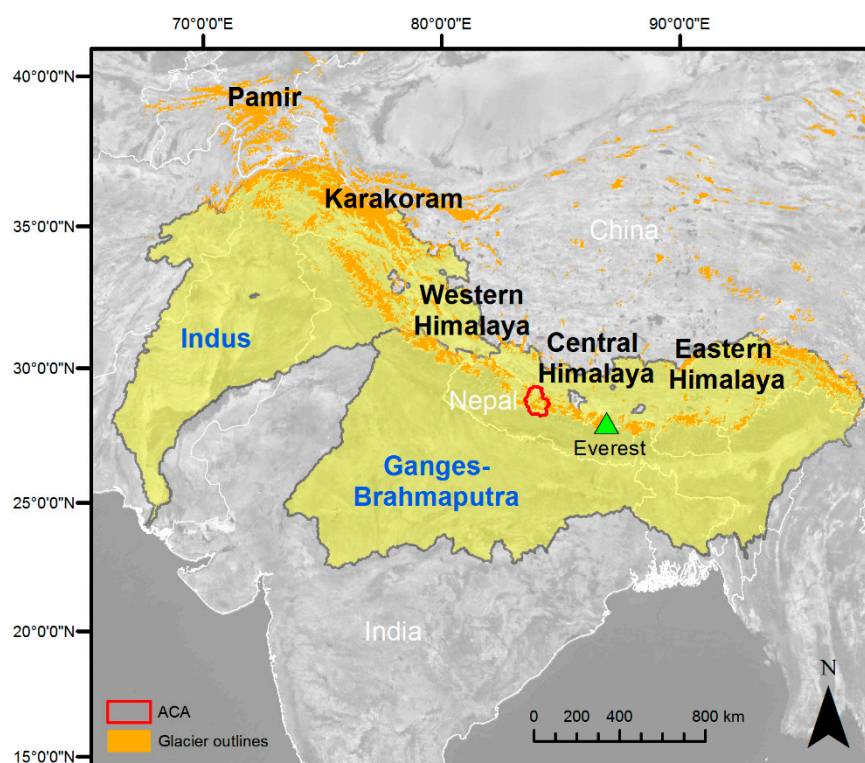 70°0'0"E 80°0'0"E 90°0'0"E
40°0'0"N
Pamir
Karakoram
35°0'0"N
China
Western
Himalaya
Indus
Central
Himalaya
Eastern
Himalaya
30°0'0"N
Nepal
Everest
Ganges-
Brahmaputra
25°0'0"N
20°0'0"N
India
N
ACA
Glacier outlines
0 200 400 800 km
15°0'0"N